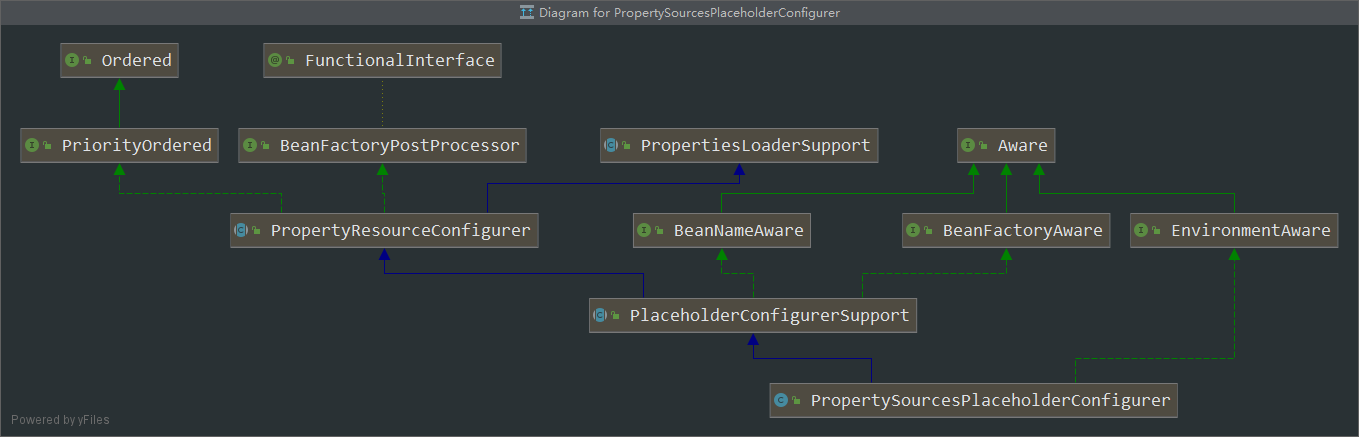 Diagram for PropertySourcesPlaceholderConfigurer
Ordered
FunctionalInterface
PriorityOrdered
BeanFactoryPostProcessor
PropertiesLoaderSupport
Aware
PropertyResourceConfigurer
BeanNameAware
BeanFactoryAware
EnvironmentAware
PlaceholderConfigurerSupport
PropertySourcesPlaceholderConfigurer
Powered by yFiles